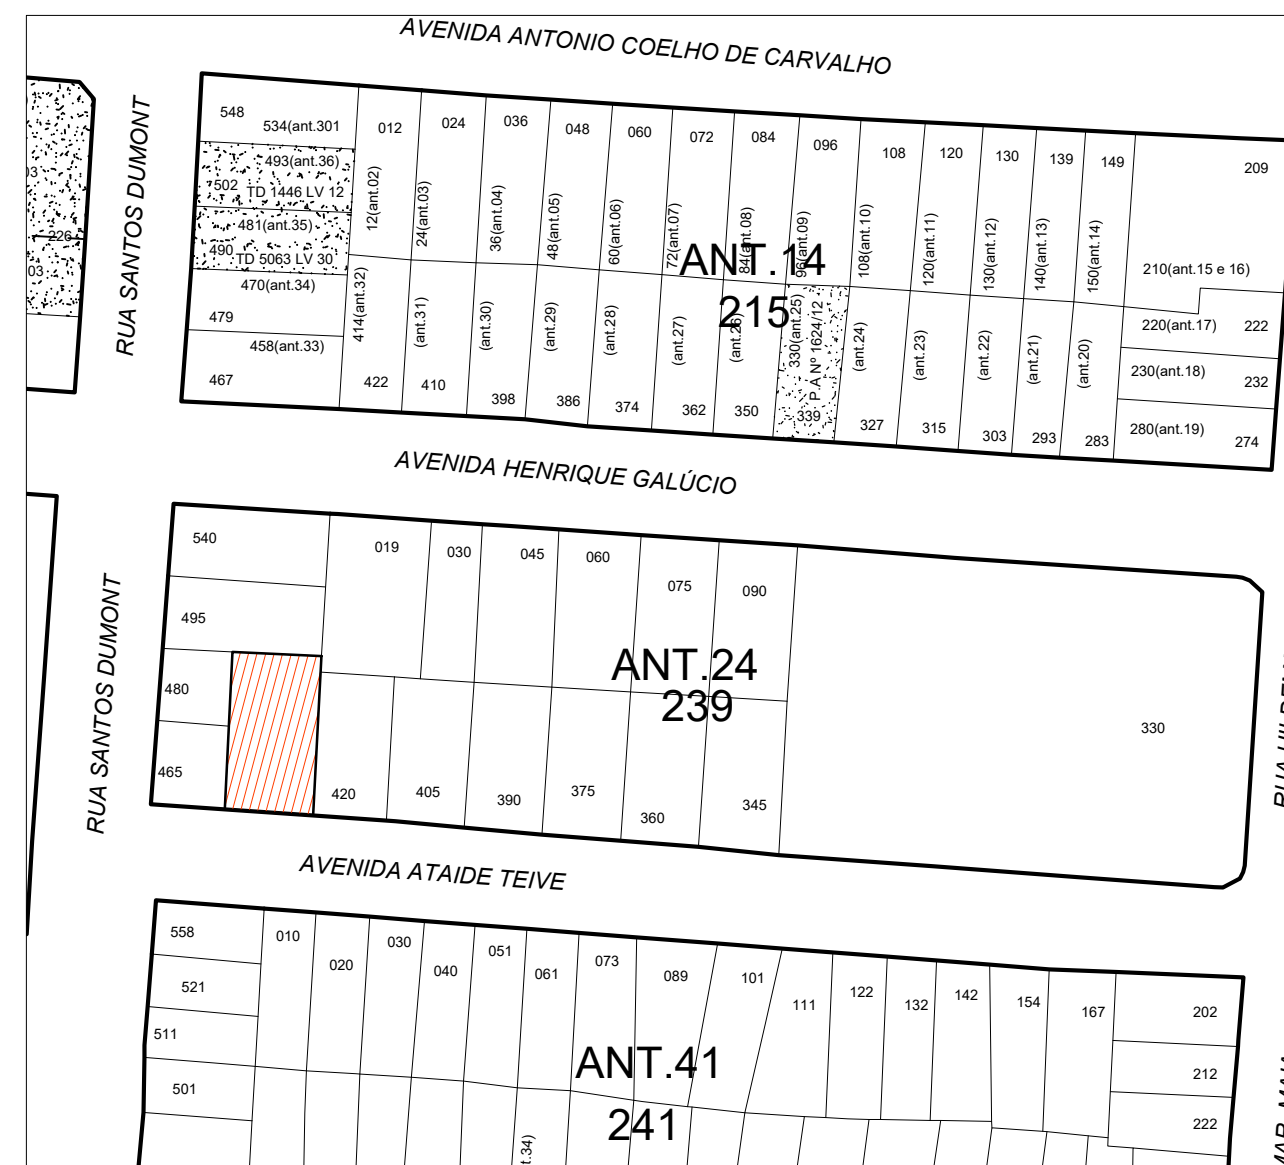 AVENIDA ANTONIO COELHO DE CARVALHO
RUA SANTOS DUMONT
548
534(ant.301
493(ant.36)
502
TD 1446 LV 12
481(ant.35)
490
TD 5063 LV 30
470(ant.34)
479
458(ant.33)
467
03
226
03
012
024
036
048
060
072
084
096
108
120
130
139
149
209
12(ant.02)
24(ant.03)
36(ant.04)
48(ant.05)
60(ant.06)
72(ant.07)
84(ant.08)
96(ant.09)
108(ant.10)
120(ant.11)
130(ant.12)
140(ant.13)
150(ant.14)
210(ant.15 e 16)
ANT.14
215
414(ant.32)
(ant.31)
(ant.30)
(ant.29)
(ant.28)
(ant.27)
(ant.26)
330(ant.25)
P.A Nº 1624/12
(ant.24)
(ant.23)
(ant.22)
(ant.21)
(ant.20)
220(ant.17)
222
230(ant.18)
232
280(ant.19)
274
422
410
398
386
374
362
350
339
327
315
303
293
283
AVENIDA HENRIQUE GALÚCIO
RUA SANTOS DUMONT
540
495
480
465
019
030
045
060
075
090
ANT.24
239
330
420
405
390
375
360
345
AVENIDA ATAIDE TEIVE
558
521
511
501
010
020
030
040
051
061
073
089
101
111
122
132
142
154
167
202
212
222
ANT.41
241
t.34)
MAR MAIA